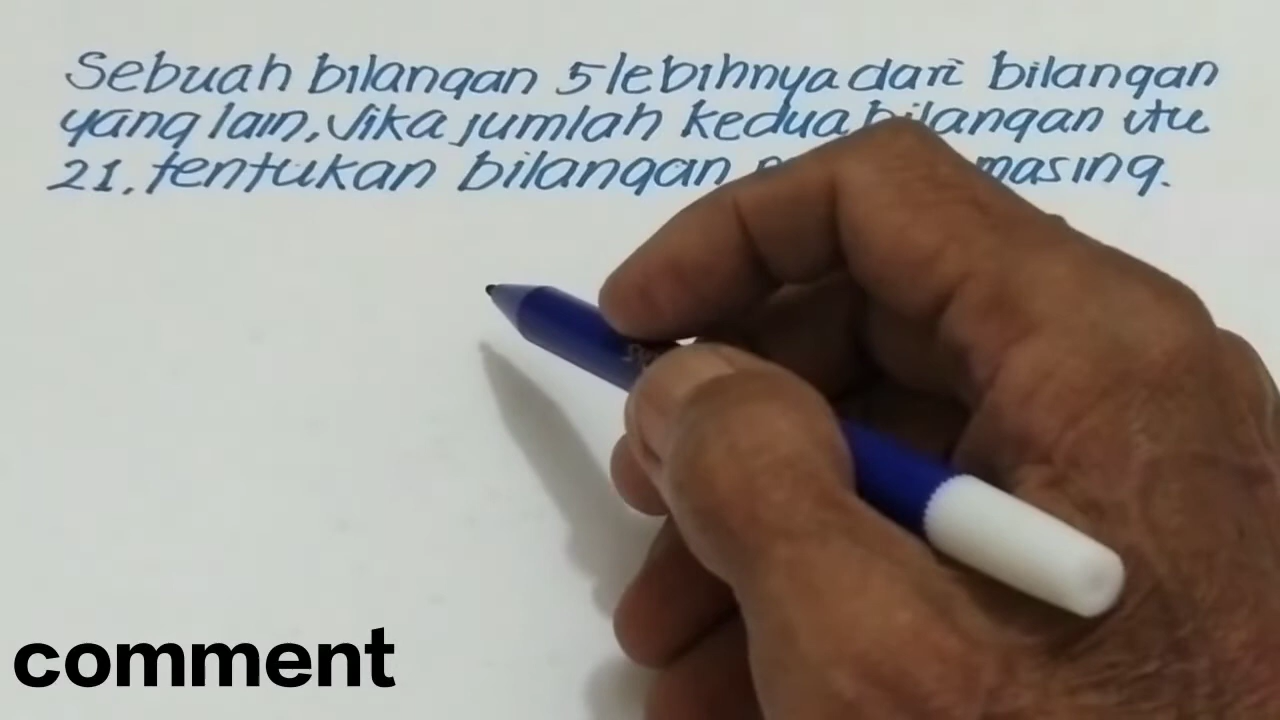 Sebuah bilangan 5 lebihnya dari bilangan
yang lain, Jika jumlah kedua bilangan itu
21, tentukan bilangan masing.
comment